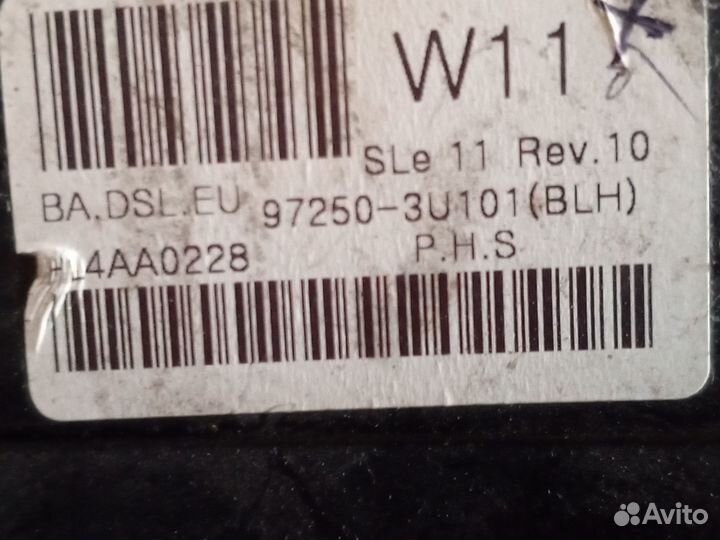 W11
SLe 11 Rev.10
BA.DSL.EU 97250-3U101(BLH)
4AA0228 P.H.S
Avito